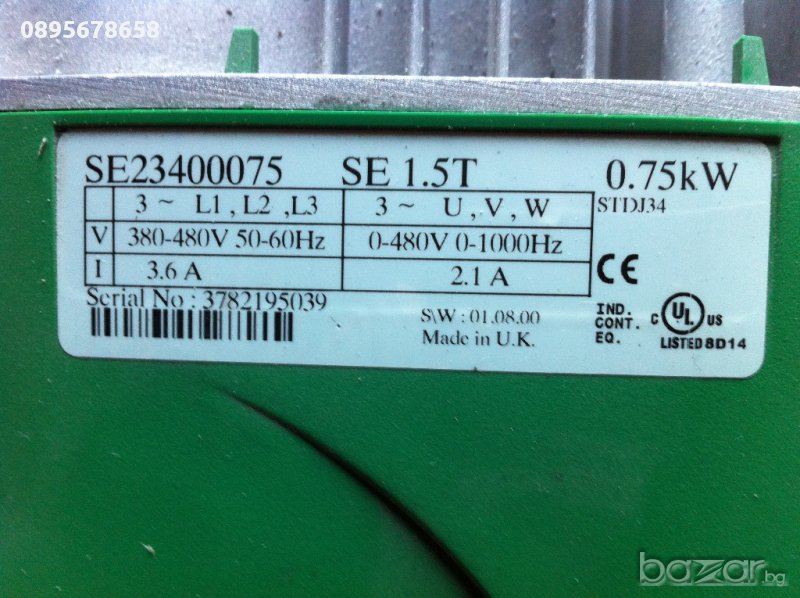 0895678658
SE23400075 SE 1.5T 0.75kW
3 ~ L1 , L2 ,L3 3 ~ U , V , W STDJ34
V 380-480V 50-60Hz 0-480V 0-1000Hz
I 3.6 A 2.1 A CE
Serial No : 3782195039
S\W : 01.08.00
Made in U.K.
IND.
CONT.
EQ.
C UL US
LISTED 8D14
bazar.bg